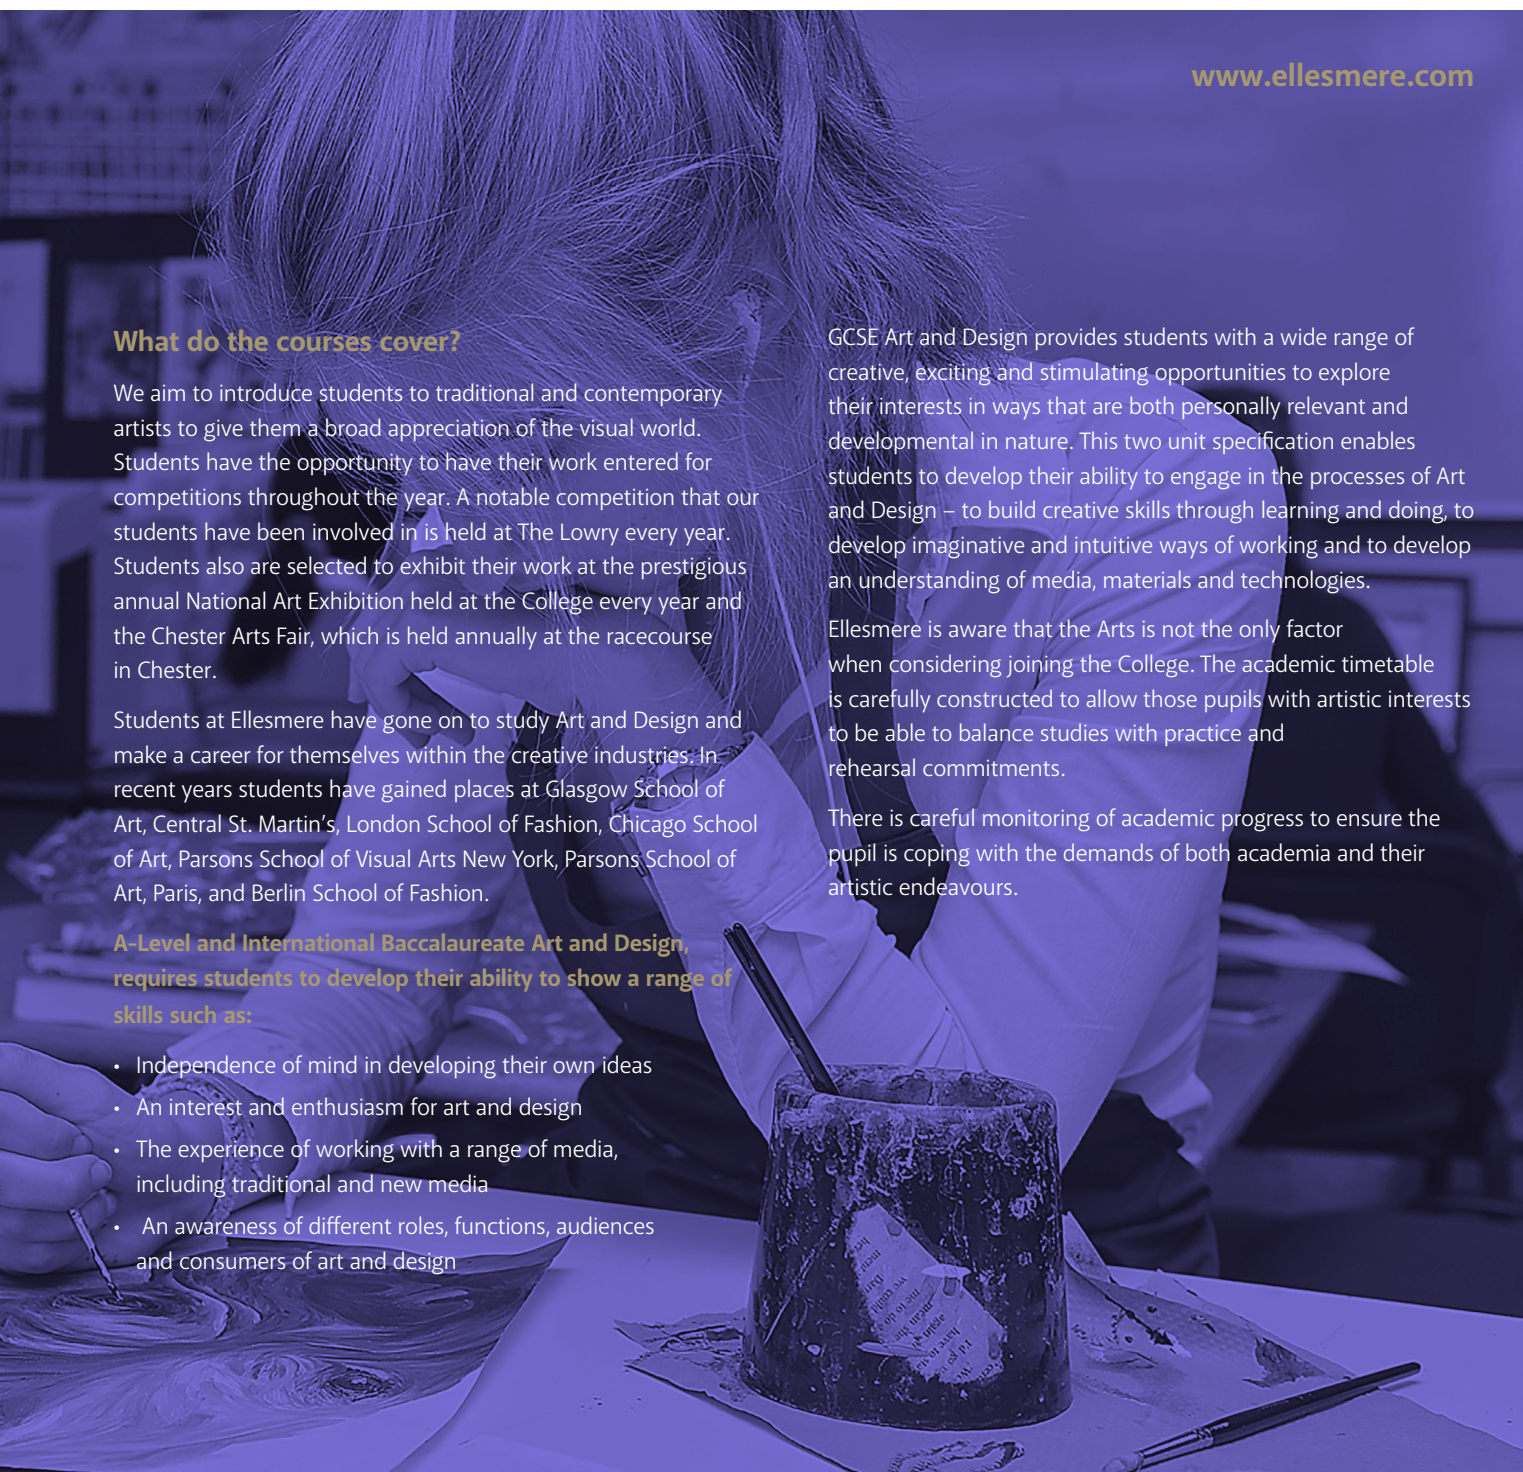 www.ellesmere.com
What do the courses cover?
We aim to introduce students to traditional and contemporary
artists to give them a broad appreciation of the visual world.
Students have the opportunity to have their work entered for
competitions throughout the year. A notable competition that our
students have been involved in is held at The Lowry every year.
Students also are selected to exhibit their work at the prestigious
annual National Art Exhibition held at the College every year and
the Chester Arts Fair, which is held annually at the racecourse
in Chester.
Students at Ellesmere have gone on to study Art and Design and
make a career for themselves within the creative industries. In
recent years students have gained places at Glasgow School of
Art, Central St. Martin’s, London School of Fashion, Chicago School
of Art, Parsons School of Visual Arts New York, Parsons School of
Art, Paris, and Berlin School of Fashion.
A-Level and International Baccalaureate Art and Design,
requires students to develop their ability to show a range of
skills such as:
• Independence of mind in developing their own ideas
• An interest and enthusiasm for art and design
• The experience of working with a range of media,
including traditional and new media
• An awareness of different roles, functions, audiences
and consumers of art and design
GCSE Art and Design provides students with a wide range of
creative, exciting and stimulating opportunities to explore
their interests in ways that are both personally relevant and
developmental in nature. This two unit specification enables
students to develop their ability to engage in the processes of Art
and Design – to build creative skills through learning and doing, to
develop imaginative and intuitive ways of working and to develop
an understanding of media, materials and technologies.
Ellesmere is aware that the Arts is not the only factor
when considering joining the College. The academic timetable
is carefully constructed to allow those pupils with artistic interests
to be able to balance studies with practice and
rehearsal commitments.
There is careful monitoring of academic progress to ensure the
pupil is coping with the demands of both academia and their
artistic endeavours.